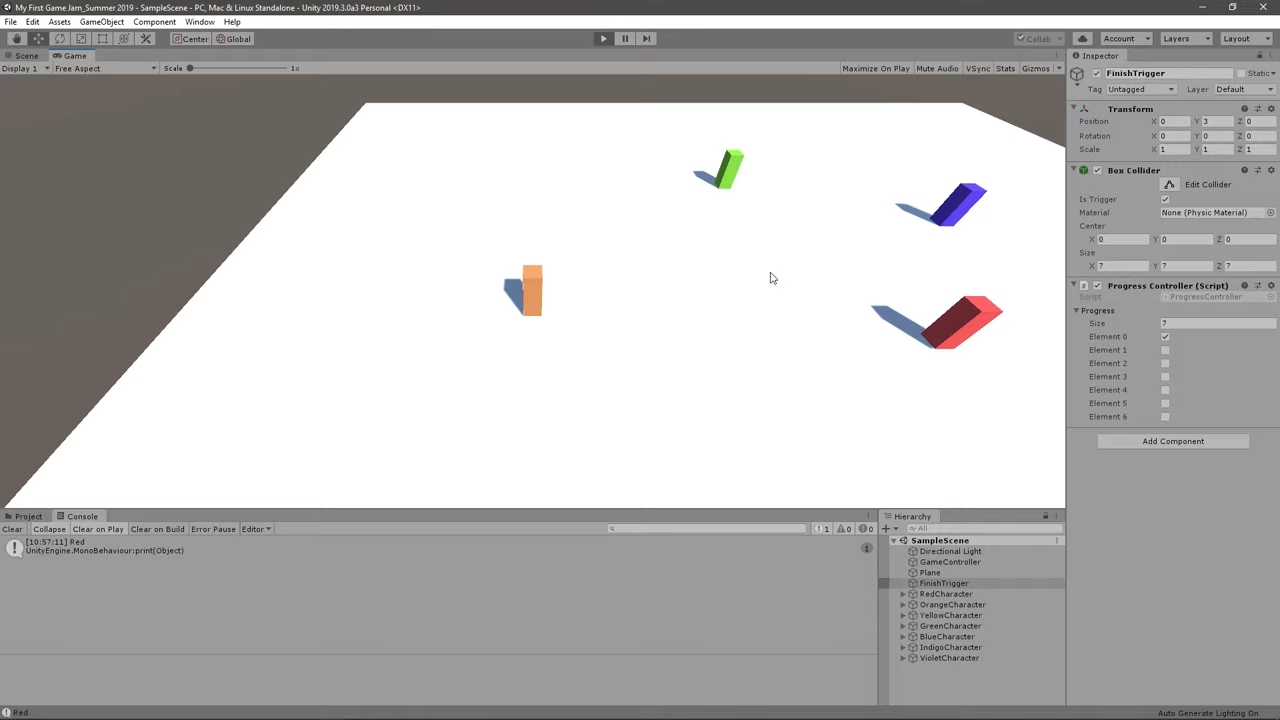 My First Game Jam_Summer 2019 - SampleScene - PC, Mac & Linux Standalone - Unity 2019.3.0a3 Personal <DX11>
File Edit Assets GameObject Component Window Help
Center Global Collab Account Layers Layout
Scene Game
Display 1 Free Aspect Scale 1x Maximize On Play Mute Audio VSync Stats Gizmos
Inspector
FinishTrigger Static
Tag Untagged Layer Default
Transform
Position X 0 Y 3 Z 0
Rotation X 0 Y 0 Z 0
Scale X 1 Y 1 Z 1
Box Collider
Edit Collider
Is Trigger
Material None (Physic Material)
Center
X 0 Y 0 Z 0
Size
X 7 Y 7 Z 7
Progress Controller (Script)
Script ProgressController
Progress
Size 7
Element 0
Element 1
Element 2
Element 3
Element 4
Element 5
Element 6
Add Component
Project Console
Clear Collapse Clear on Play Clear on Build Error Pause Editor 1 0 0
[10:57:11] Red
UnityEngine.MonoBehaviour:print(Object)
1
Hierarchy
All
SampleScene
Directional Light
GameController
Plane
FinishTrigger
RedCharacter
OrangeCharacter
YellowCharacter
GreenCharacter
BlueCharacter
IndigoCharacter
VioletCharacter
Red
Auto Generate Lighting On